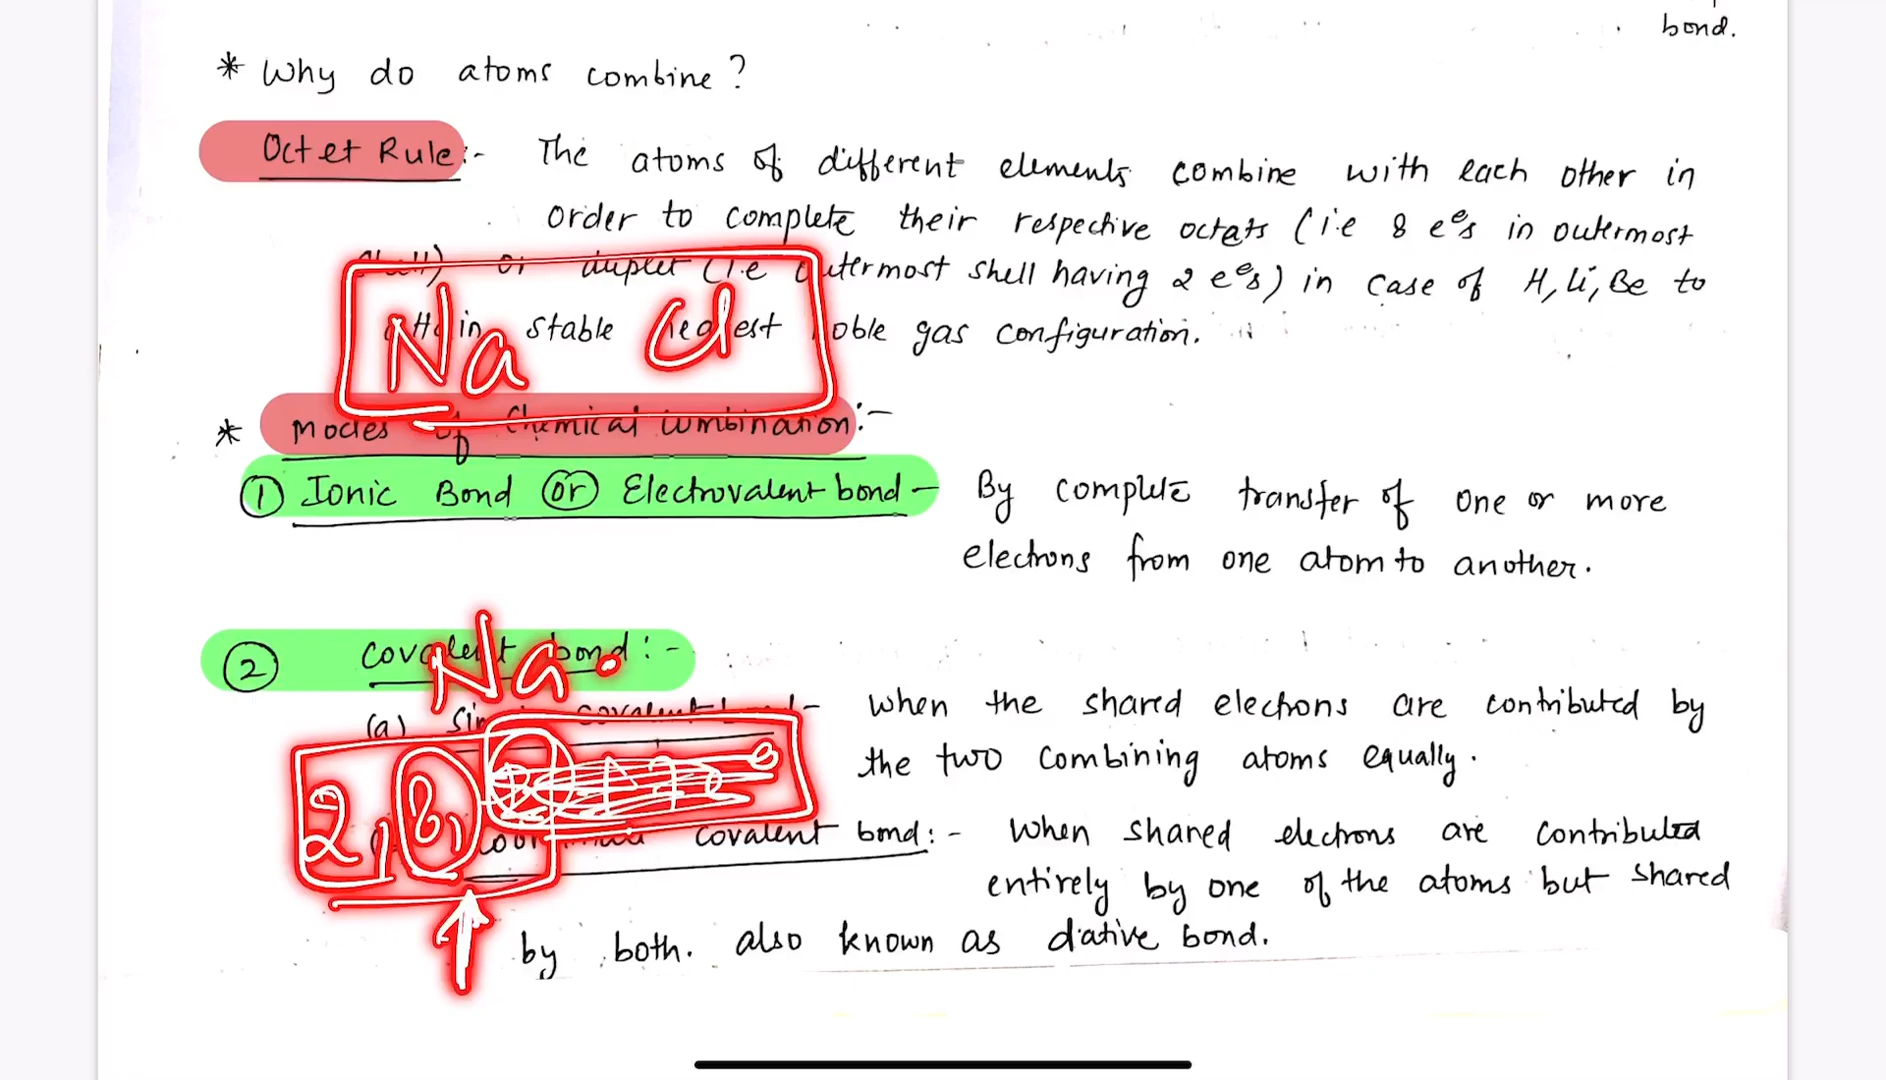 bond.
* Why do atoms combine?
Octet Rule:- The atoms of different elements combine with each other in
order to complete their respective octets (i.e 8 e⁻s in outermost
or duplet (i.e outermost shell having 2 e⁻s) in case of H, Li, Be to
stable noble gas configuration.
Na Cl
* Modes of Chemical Combination:-
① Ionic Bond (or) Electrovalent bond - By complete transfer of one or more
electrons from one atom to another.
② Covalent bond:-
Na.
(a) covalent - when the shared electrons are contributed by
the two combining atoms equally.
2, 8,
covalent bond:- When shared electrons are contributed
entirely by one of the atoms but shared
by both. also known as dative bond.